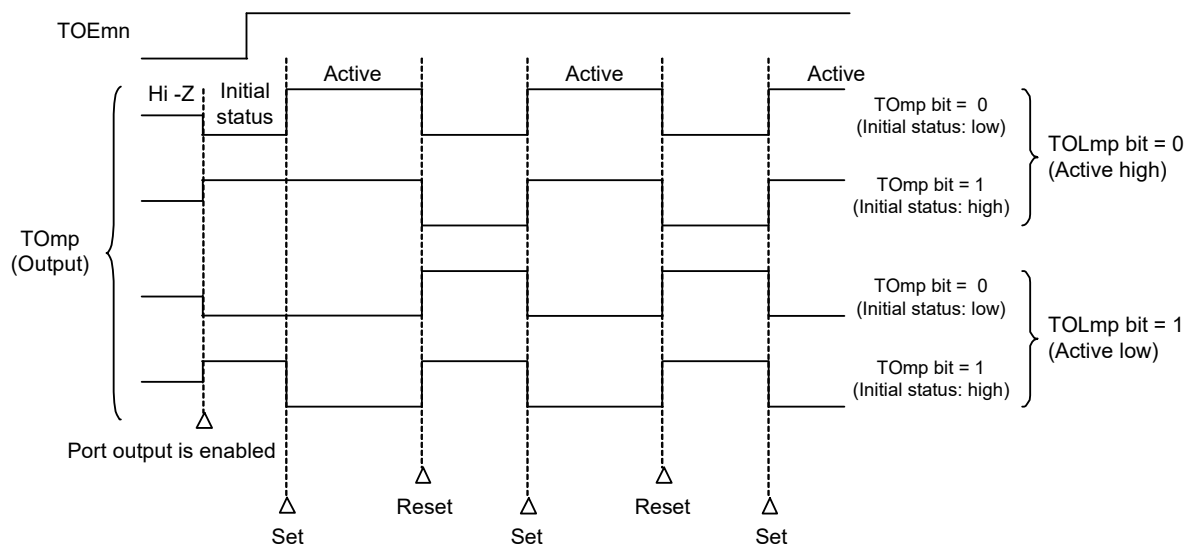 TOEmn
Active
Active
Active
Hi -Z
Initial
status
TOmp bit = 0
(Initial status: low)
TOLmp bit = 0
(Active high)
TOmp bit = 1
(Initial status: high)
TOmp
(Output)
TOmp bit = 0
(Initial status: low)
TOLmp bit = 1
(Active low)
TOmp bit = 1
(Initial status: high)
Port output is enabled
Reset
Reset
Set
Set
Set